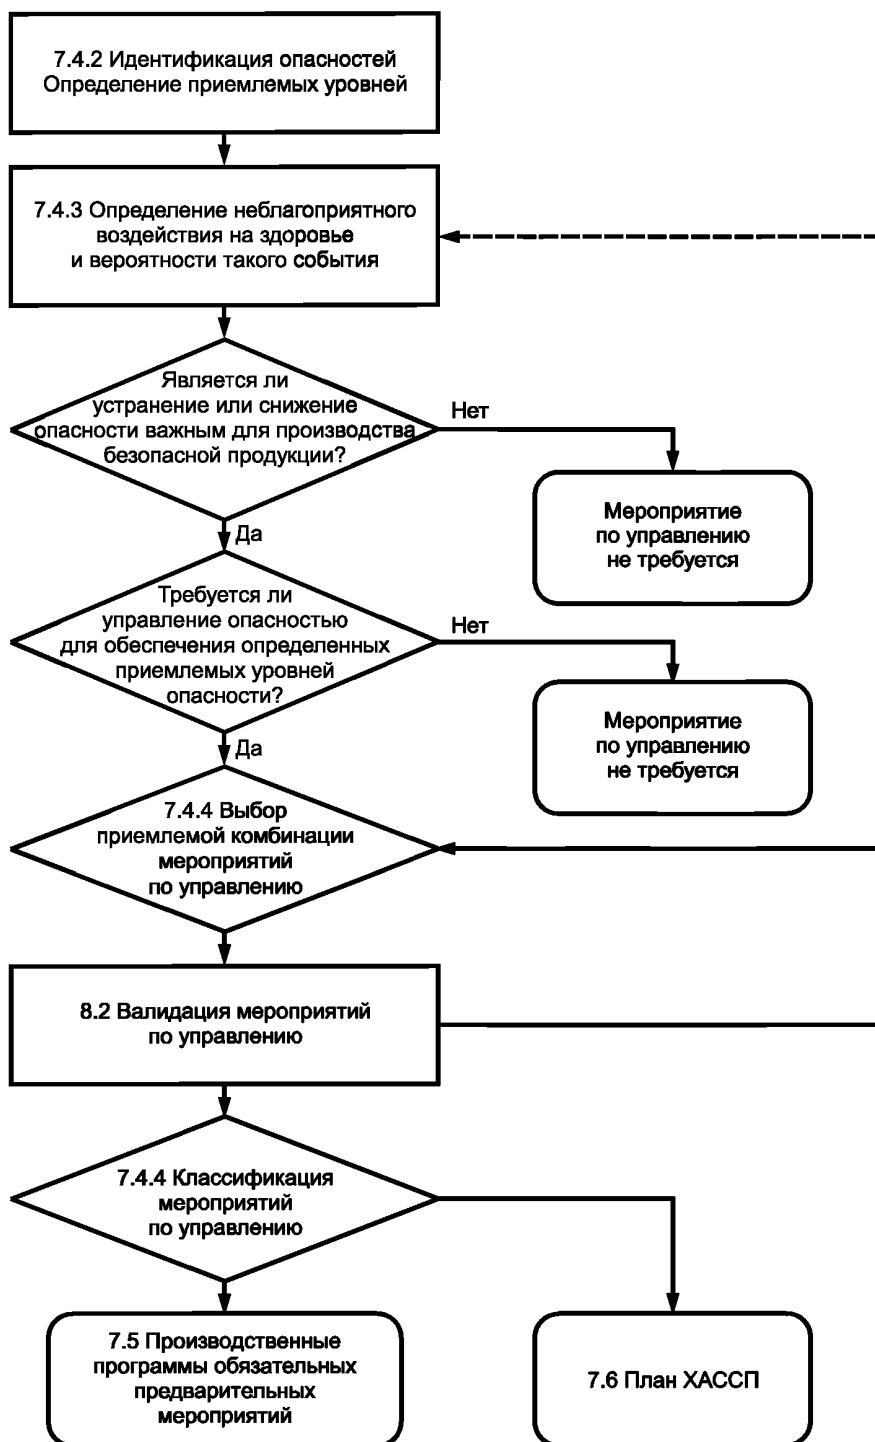 7.4.2 Идентификация опасностей
Определение приемлемых уровней
7.4.3 Определение неблагоприятного
воздействия на здоровье
и вероятности такого события
Является ли
устранение или снижение
опасности важным для производства
безопасной продукции?
Нет
Мероприятие
по управлению
не требуется
Да
Требуется ли
управление опасностью
для обеспечения определенных
приемлемых уровней
опасности?
Нет
Мероприятие
по управлению
не требуется
Да
7.4.4 Выбор
приемлемой комбинации
мероприятий
по управлению
8.2 Валидация мероприятий
по управлению
7.4.4 Классификация
мероприятий
по управлению
7.5 Производственные
программы обязательных
предварительных
мероприятий
7.6 План ХАССП